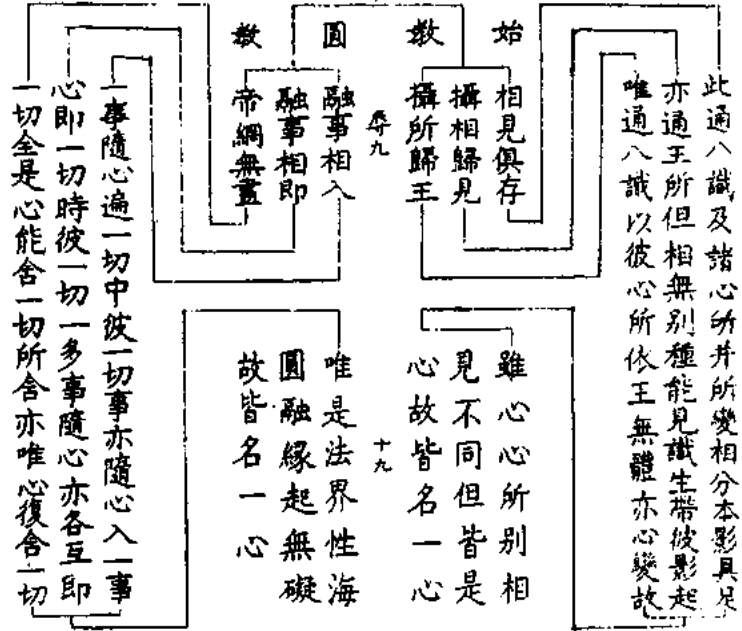 始教
相見俱存
攝相歸見
攝所歸王
此通八識及諸心所并所變相分本影具足
亦通王所但相無別種能見識生帶彼影起
唯通八識以彼心所依王無體亦心變故
雖心心所別相
見不同但皆是
心故皆名一心
九
十九
圓教
融事相入
融事相即
帝網無盡
一事隨心遍一切中彼一切事亦隨心入一事
心即一切時彼一切一多事隨心亦各互即
一切全是心能含一切所含亦唯心復含一切
唯是法界性海
圓融緣起無礙
故皆名一心